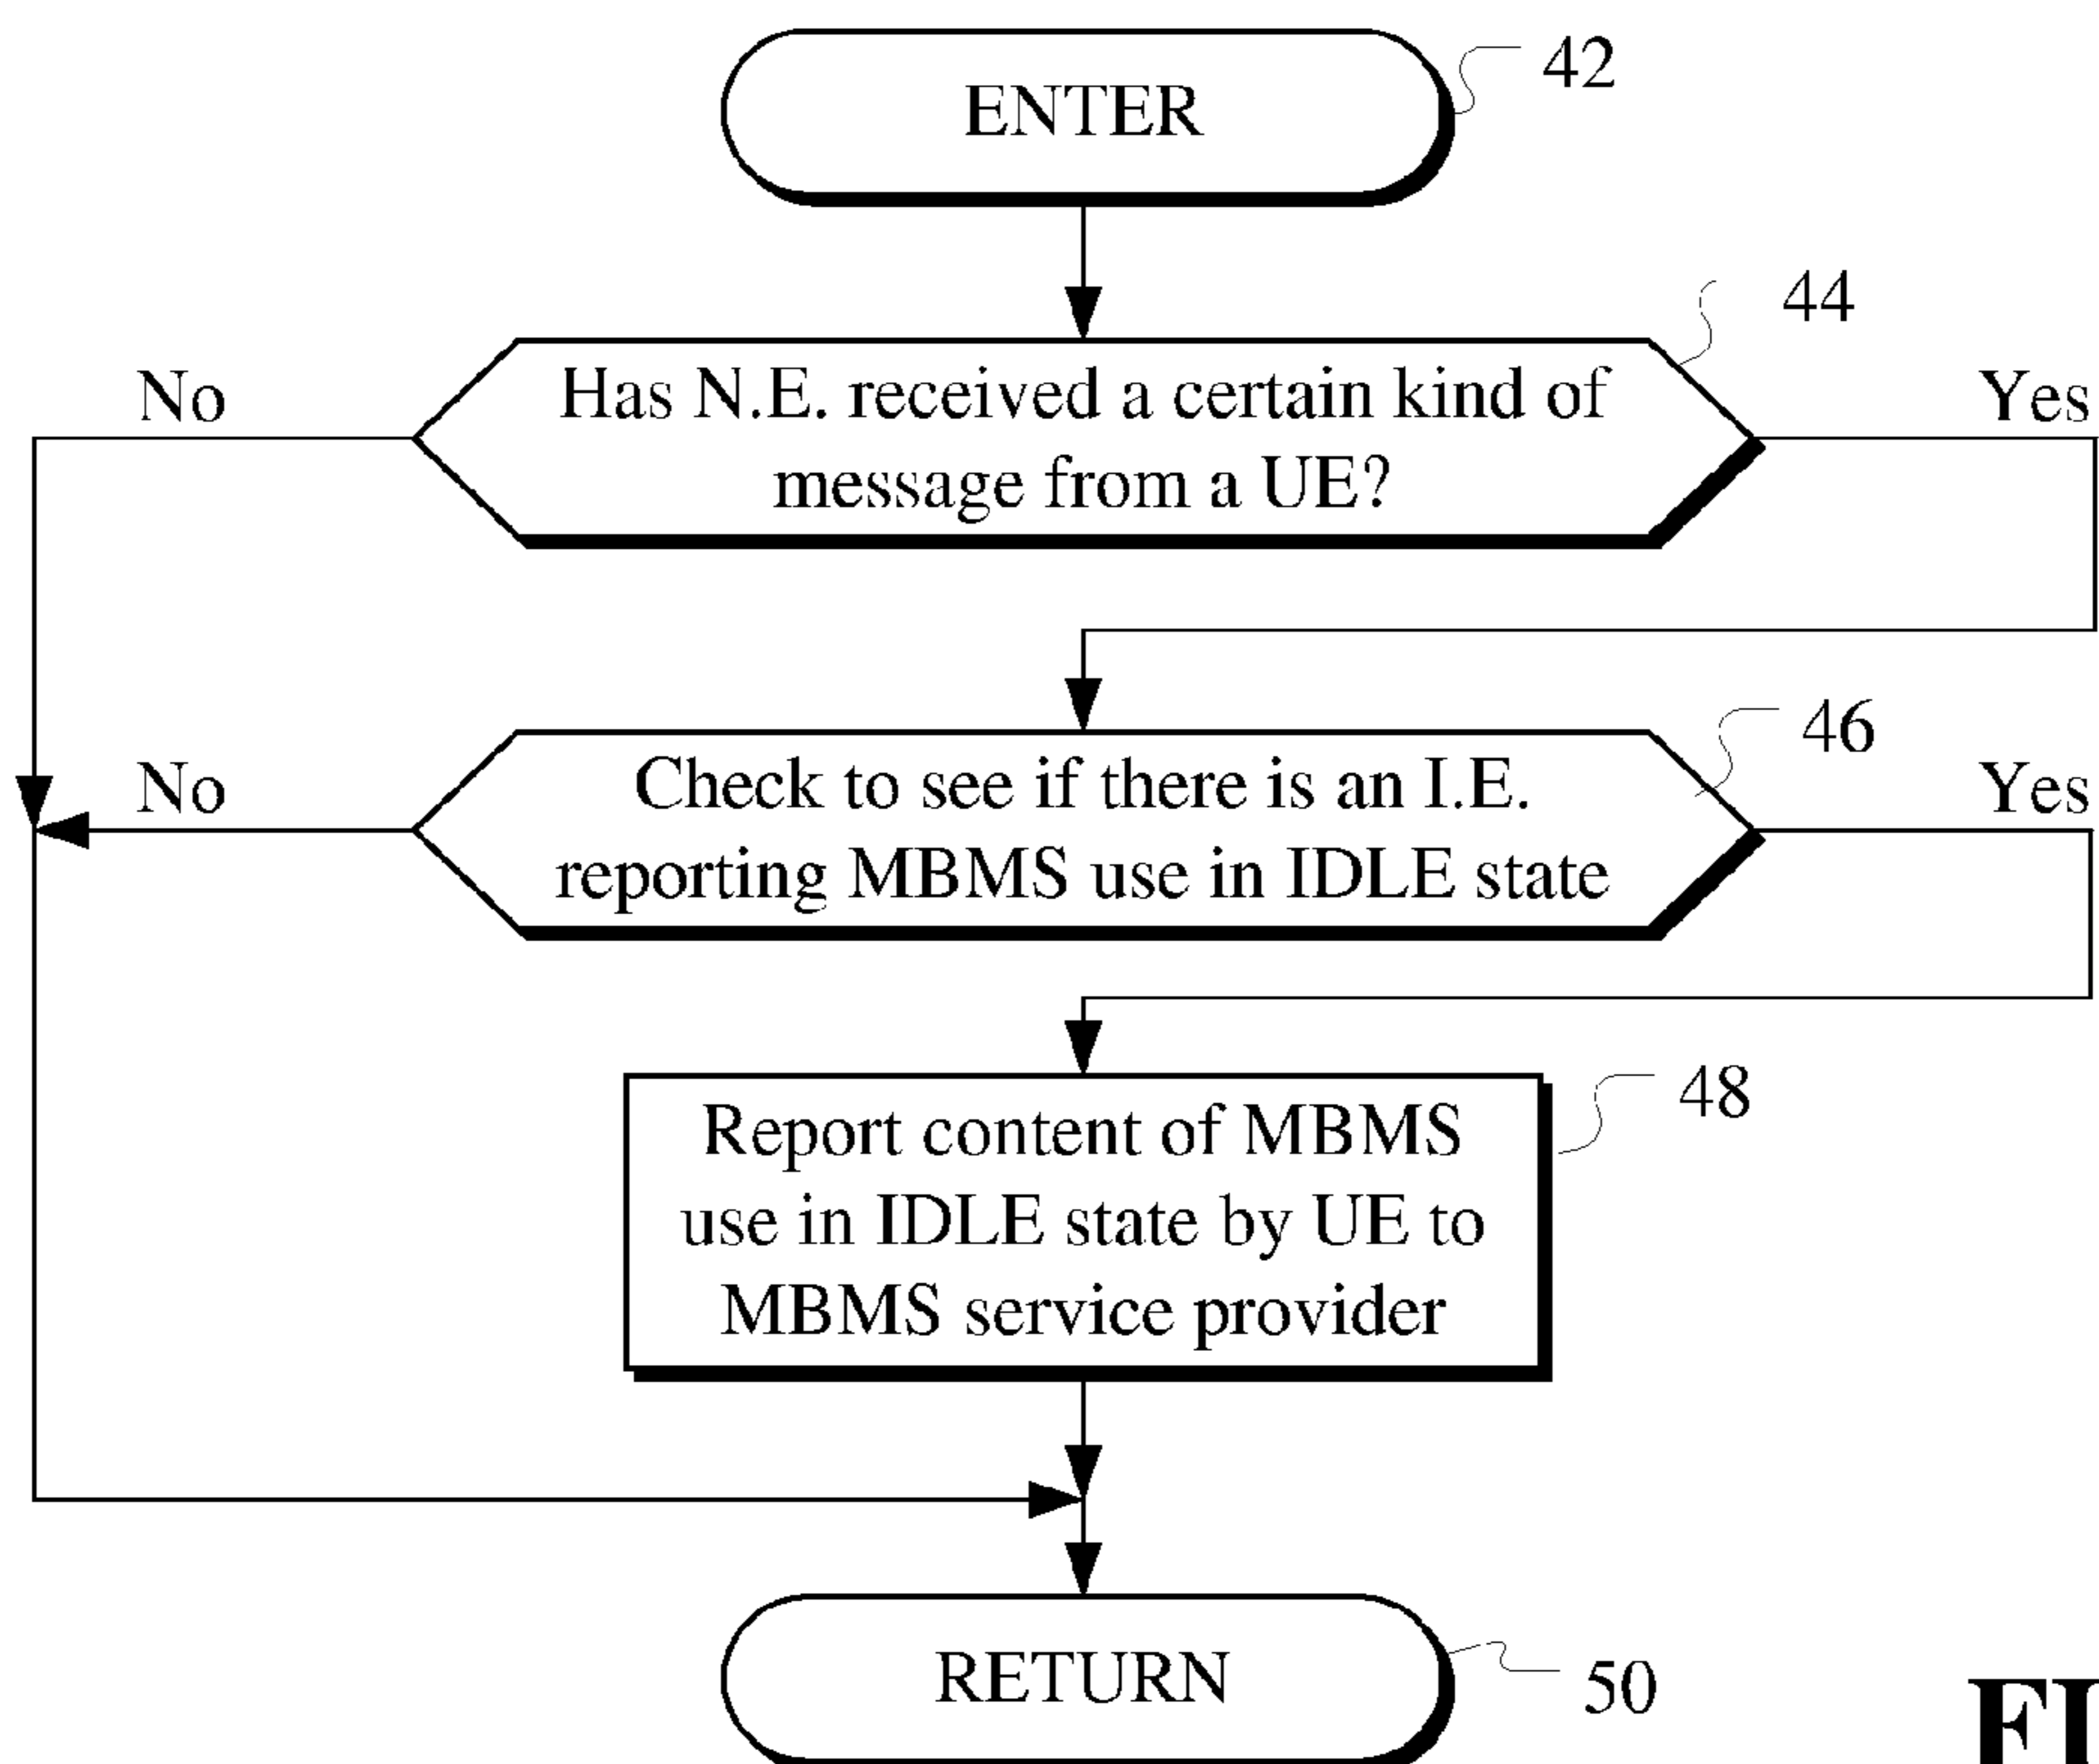 ENTER
42
44
No
Has N.E. received a certain kind of
Yes
message from a UE?
46
No
Check to see if there is an I.E.
Yes
reporting MBMS use in IDLE state
48
Report content of MBMS
use in IDLE state by UE to
MBMS service provider
RETURN
50